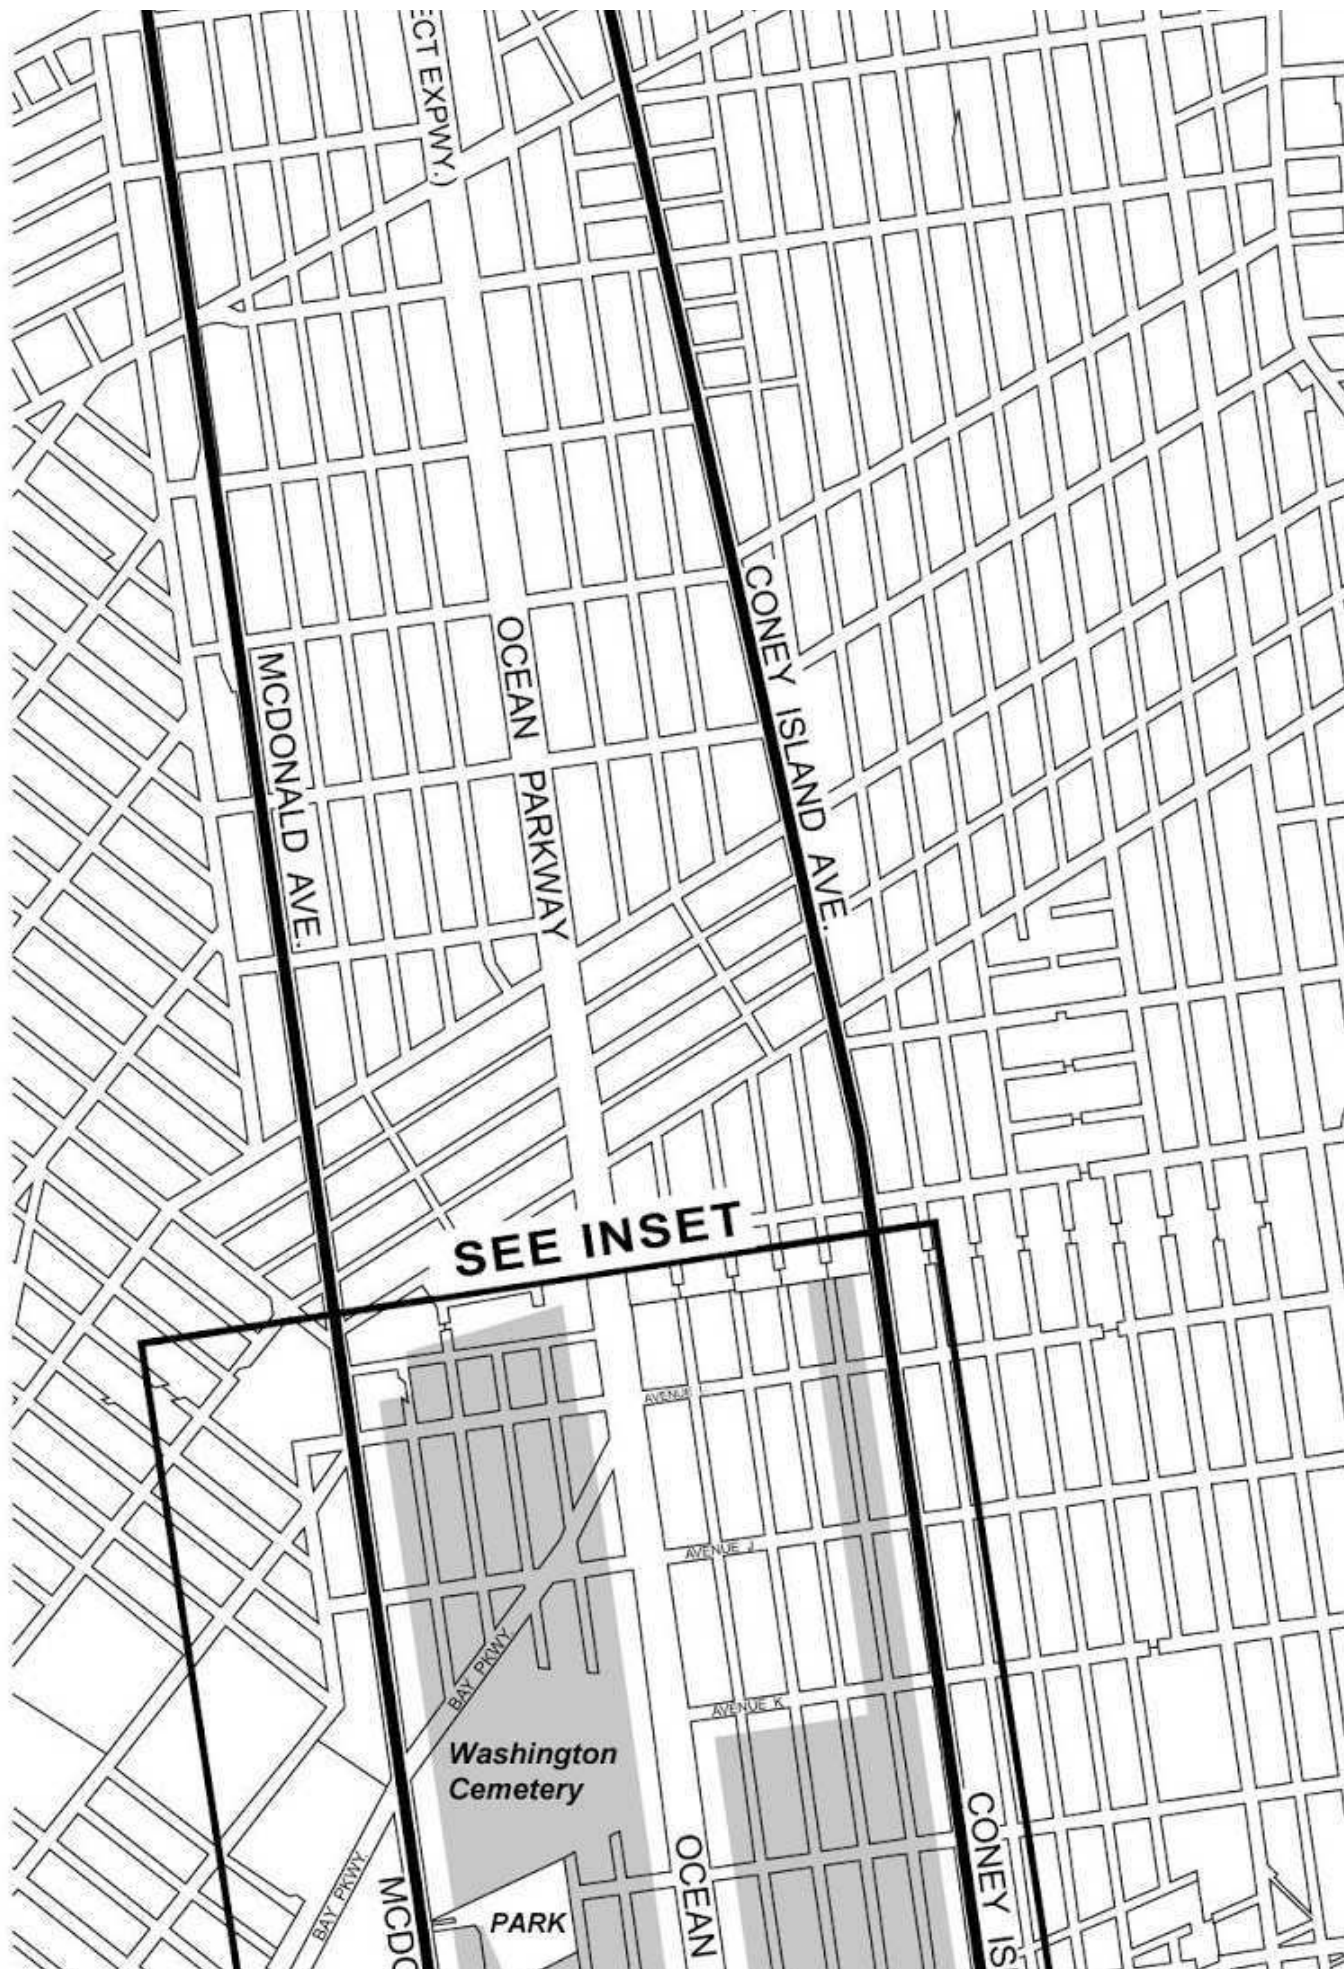 ECT EXPWY.)
CONEY ISLAND AVE.
OCEAN PARKWAY
MCDONALD AVE.
SEE INSET
AVENUE I
AVENUE J
BAY PKWY
AVENUE K
Washington
Cemetery
CONEY IS
OCEAN
BAY PKWY.
MCDO
PARK